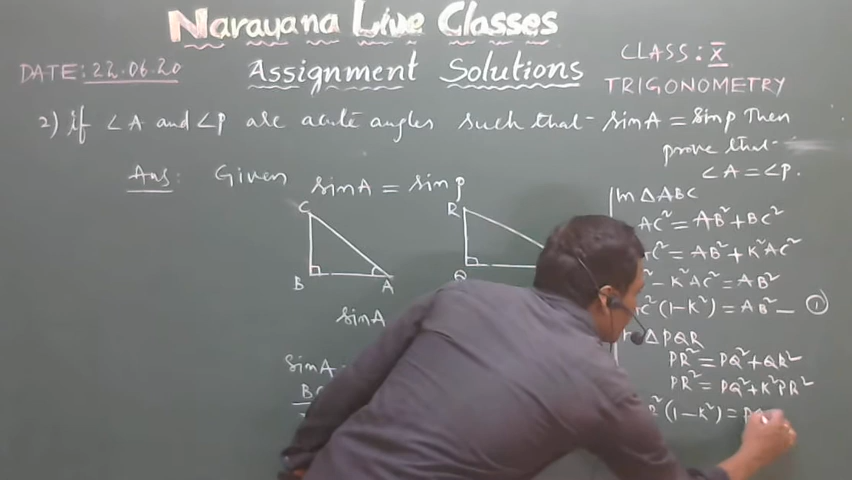 Narayana Live Classes
DATE: 22.06.20
Assignment Solutions
CLASS: X
TRIGONOMETRY
2) if ∠A and ∠P are acute angles such that sinA = sinp Then
prove that
∠A = ∠P.
Ans: Given sinA = sinp
C
B
A
R
Q
sinA
sinA
In △ABC
AC² = AB² + BC²
= AB² + K²AC²
- K²AC² = AB²
(1-K²) = AB² — ①
△PQR
PR² = PQ² + QR²
PR² = PQ² + K²PR²
(1-K²) =